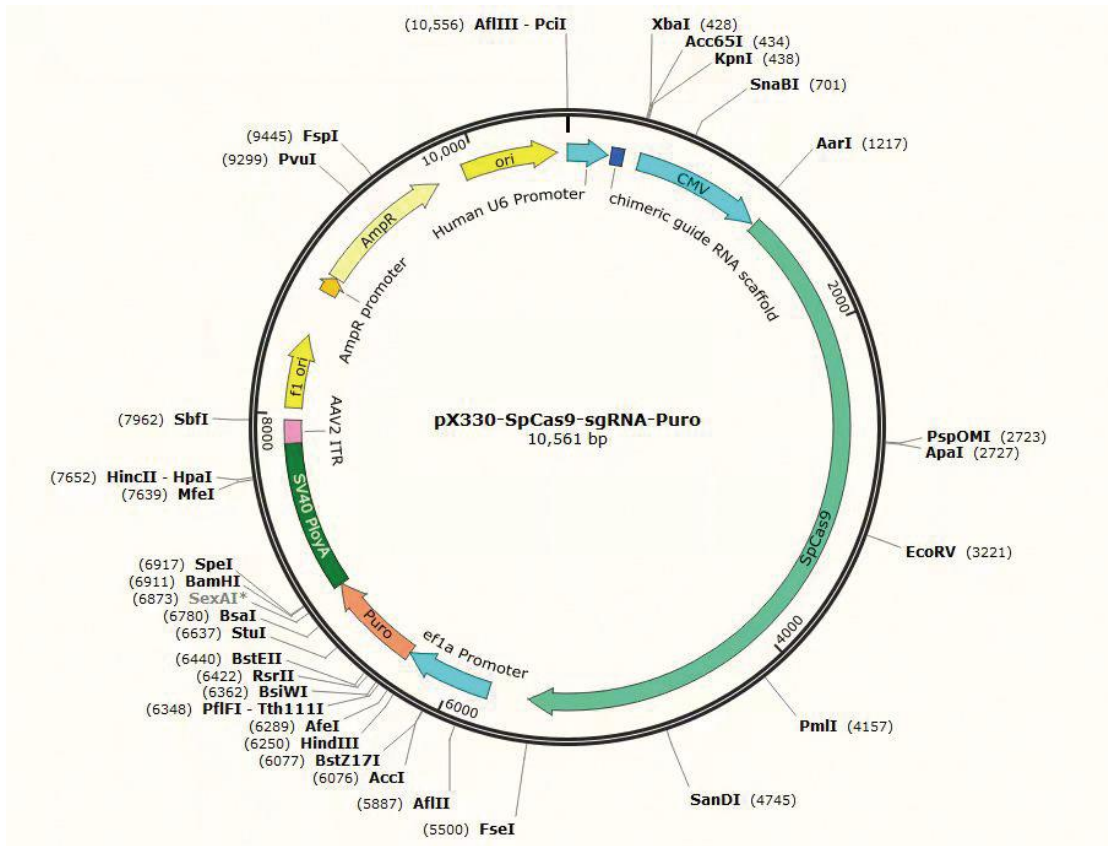 (10,556) AflIII - PciI
XbaI (428)
Acc65I (434)
KpnI (438)
SnaBI (701)
AarI (1217)
PspOMI (2723)
ApaI (2727)
EcoRV (3221)
PmlI (4157)
SanDI (4745)
(5500) FseI
(5887) AflII
(6076) AccI
(6077) BstZ17I
(6250) HindIII
(6289) AfeI
(6348) PflFI - Tth111I
(6362) BsiWI
(6422) RsrII
(6440) BstEII
(6637) StuI
(6780) BsaI
(6873) SexAI*
(6911) BamHI
(6917) SpeI
(7639) MfeI
(7652) HincII - HpaI
(7962) SbfI
(9299) PvuI
(9445) FspI
2000
4000
6000
8000
10,000
ori
Human U6 Promoter
chimeric guide RNA scaffold
CMV
SpCas9
ef1a Promoter
Puro
SV40 PloyA
AAV2 ITR
f1 ori
AmpR promoter
AmpR
pX330-SpCas9-sgRNA-Puro
10,561 bp